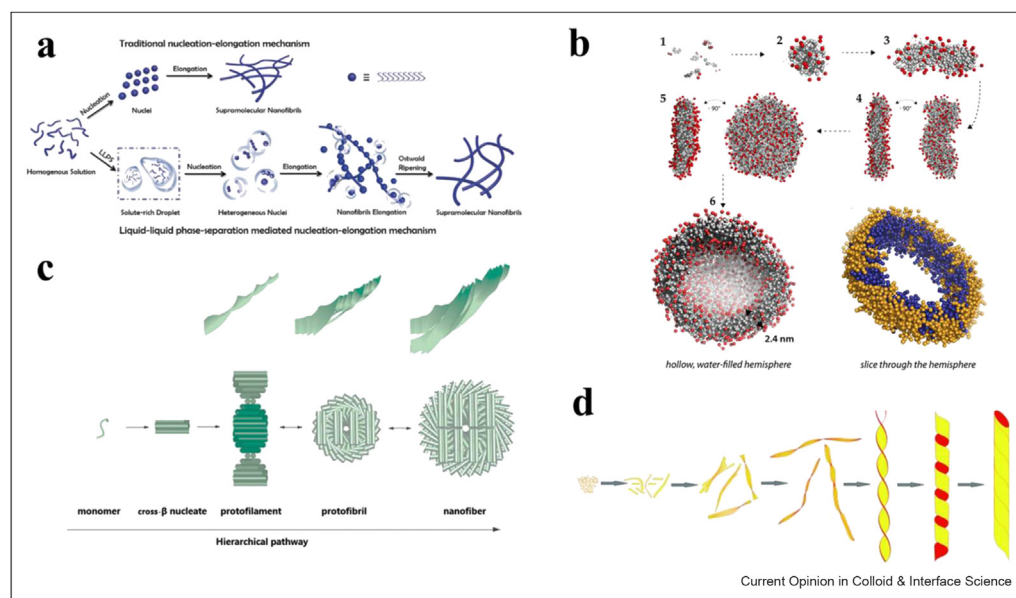 a
Traditional nucleation-elongation mechanism
Nucleation
Elongation
≡
Nuclei
Supramolecular Nanofibrils
Homogenous Solution
LLPS
Nucleation
Elongation
Ostwald
Ripening
Solute-rich Droplet
Heterogeneous Nuclei
Nanofibrils Elongation
Supramolecular Nanofibrils
Liquid-liquid phase-separation mediated nucleation-elongation mechanism
b
1
2
3
5
90°
4
90°
6
2.4 nm
hollow, water-filled hemisphere
slice through the hemisphere
c
monomer
cross-β nucleate
protofilament
protofibril
nanofiber
Hierarchical pathway
d
Current Opinion in Colloid & Interface Science